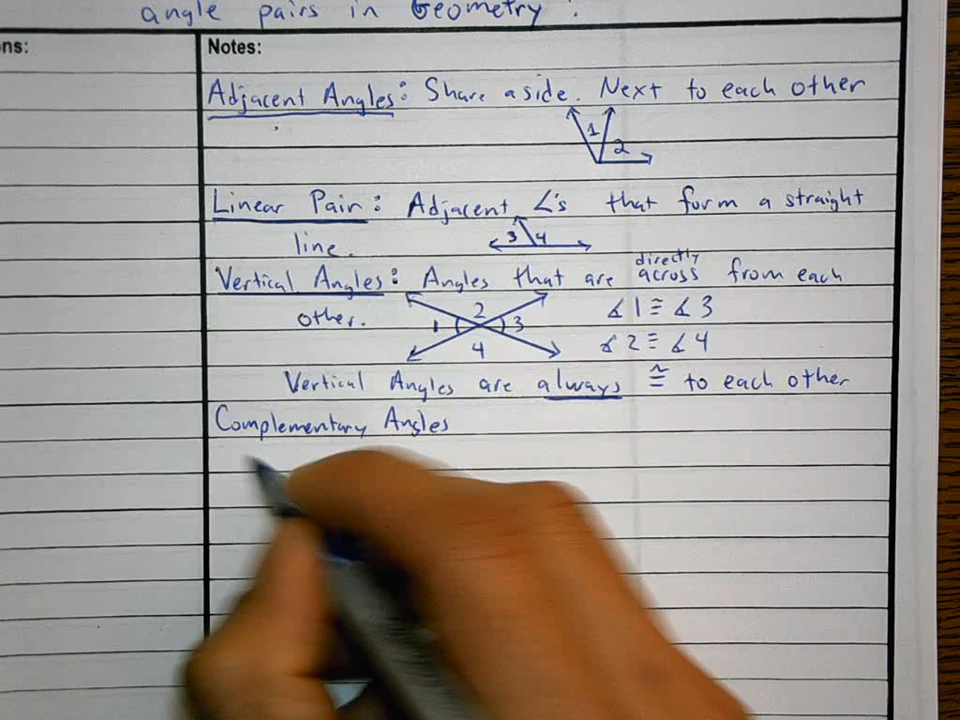 angle pairs in Geometry.
ns: Notes:
Adjacent Angles: Share a side. Next to each other
1
2
Linear Pair: Adjacent ∠'s that form a straight
line. 3 4
directly
Vertical Angles: Angles that are across from each
other. 1 2 3 ∡1 ≅ ∡3
4 ∡2 ≅ ∡4
Vertical Angles are always ≅ to each other
Complementary Angles